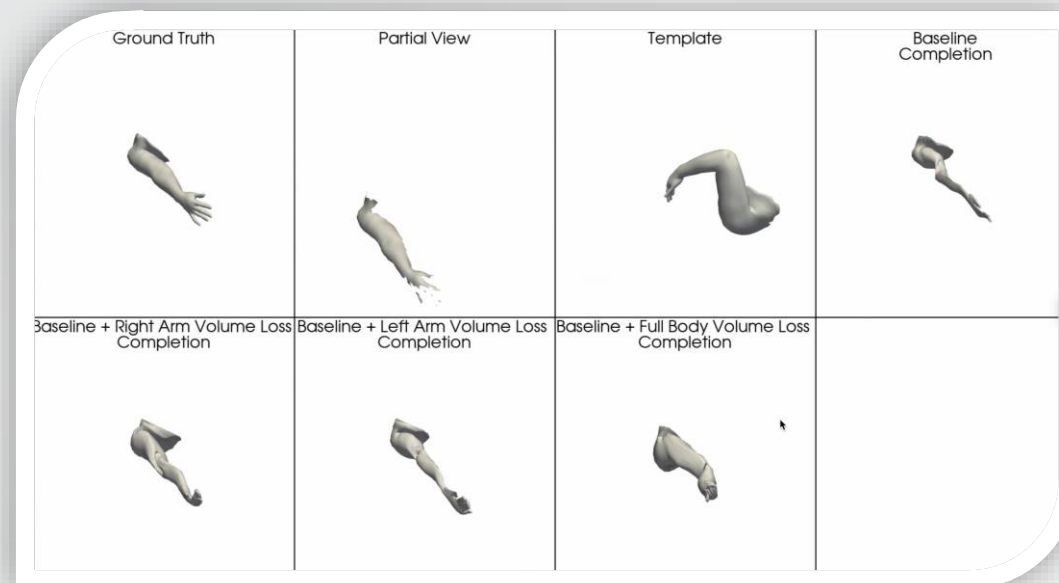 Ground Truth
Partial View
Template
Baseline
Completion
Baseline + Right Arm Volume Loss
Completion
Baseline + Left Arm Volume Loss
Completion
Baseline + Full Body Volume Loss
Completion